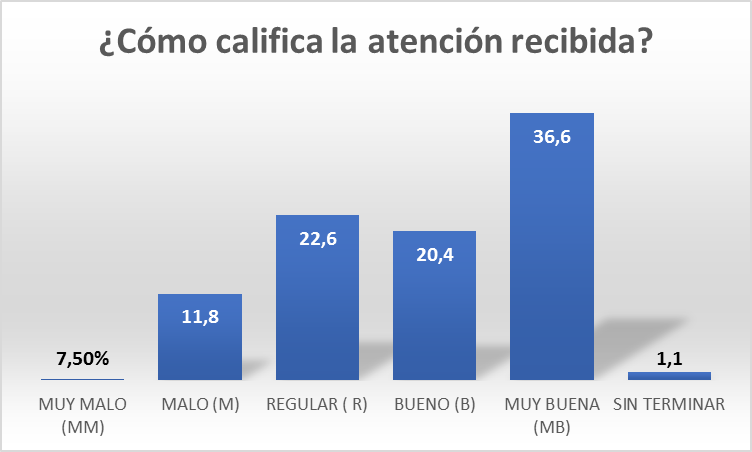 ¿Cómo califica la atención recibida?
36,6
22,6
20,4
11,8
7,50%
1,1
MUY MALO (MM)
MALO (M)
REGULAR ( R)
BUENO (B)
MUY BUENA (MB)
SIN TERMINAR